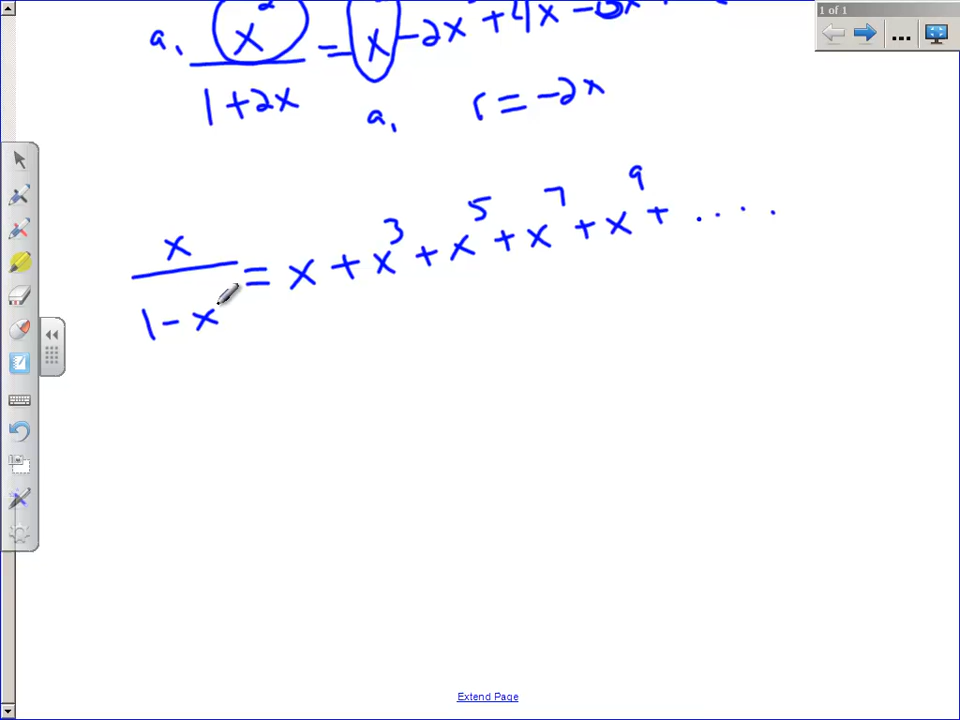 1 of 1
a₁ x²/(1+2x) = x - 2x + 4x
a₁ r = -2x
x/(1-x) = x + x³ + x⁵ + x⁷ + x⁹ + ....
Extend Page